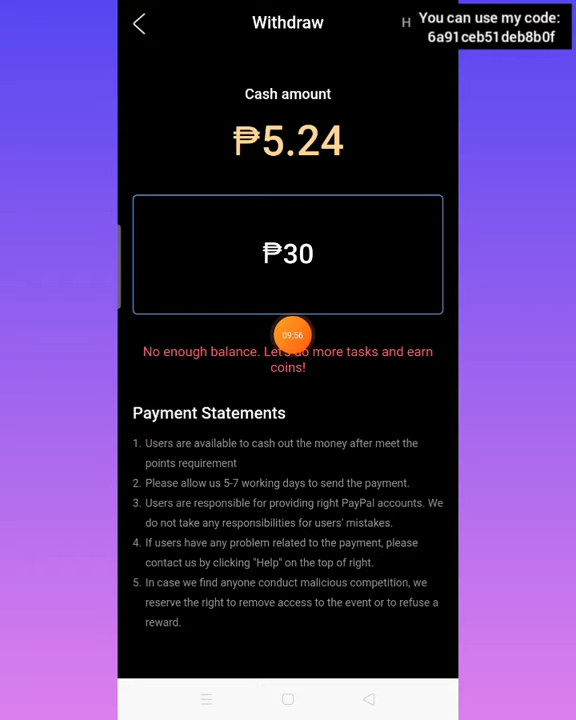 Withdraw
H
You can use my code:
6a91ceb51deb8b0f
Cash amount
₱5.24
₱30
09:56
No enough balance. Let's do more tasks and earn
coins!
Payment Statements
1. Users are available to cash out the money after meet the
points requirement
2. Please allow us 5-7 working days to send the payment.
3. Users are responsible for providing right PayPal accounts. We
do not take any responsibilities for users' mistakes.
4. If users have any problem related to the payment, please
contact us by clicking "Help" on the top of right.
5. In case we find anyone conduct malicious competition, we
reserve the right to remove access to the event or to refuse a
reward.